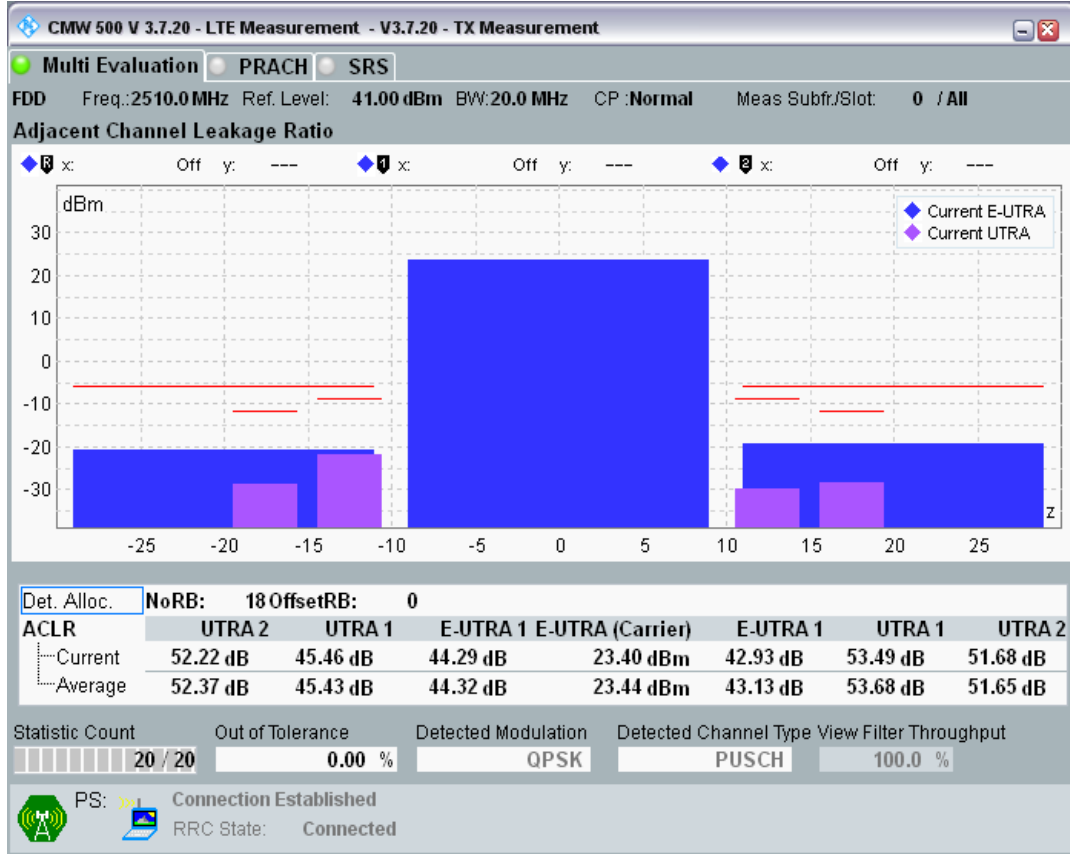 CMW 500 V 3.7.20 - LTE Measurement - V3.7.20 - TX Measurement
Multi Evaluation PRACH SRS
FDD Freq.:2510.0 MHz Ref. Level: 41.00 dBm BW:20.0 MHz CP :Normal Meas Subfr./Slot: 0 / All
Adjacent Channel Leakage Ratio
R x: Off y: --- 1 x: Off y: --- 2 x: Off y: ---
dBm
Current E-UTRA
Current UTRA
30
20
10
0
-10
-20
-30
z
-25 -20 -15 -10 -5 0 5 10 15 20 25
Det. Alloc. NoRB: 18 OffsetRB: 0
ACLR UTRA 2 UTRA 1 E-UTRA 1 E-UTRA (Carrier) E-UTRA 1 UTRA 1 UTRA 2
Current 52.22 dB 45.46 dB 44.29 dB 23.40 dBm 42.93 dB 53.49 dB 51.68 dB
Average 52.37 dB 45.43 dB 44.32 dB 23.44 dBm 43.13 dB 53.68 dB 51.65 dB
Statistic Count Out of Tolerance Detected Modulation Detected Channel Type View Filter Throughput
20 / 20 0.00 % QPSK PUSCH 100.0 %
PS: Connection Established
RRC State: Connected